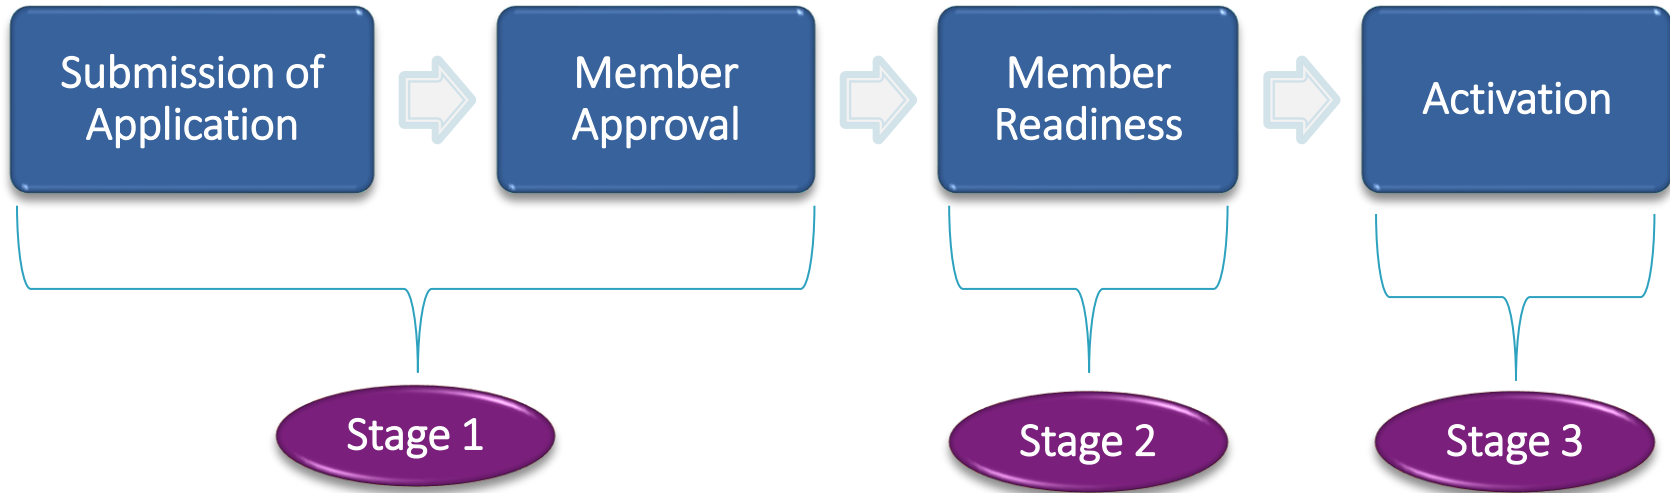 Submission of
Application
Member
Approval
Member
Readiness
Activation
Stage 1
Stage 2
Stage 3